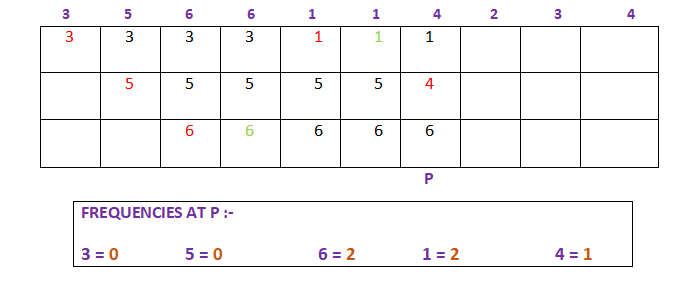 3 5 6 6 1 1 4 2 3 4
3 3 3 3 1 1 1
5 5 5 5 5 4
6 6 6 6 6
P
FREQUENCIES AT P :-
3 = 0 5 = 0 6 = 2 1 = 2 4 = 1